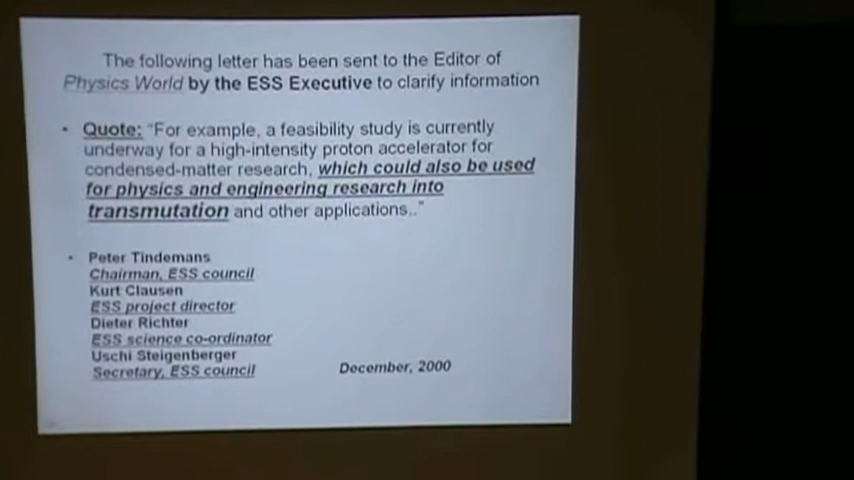 The following letter has been sent to the Editor of
Physics World by the ESS Executive to clarify information
• Quote: "For example, a feasibility study is currently
underway for a high-intensity proton accelerator for
condensed-matter research, which could also be used
for physics and engineering research into
transmutation and other applications.."
• Peter Tindemans
Chairman, ESS council
Kurt Clausen
ESS project director
Dieter Richter
ESS science co-ordinator
Uschi Steigenberger
Secretary, ESS council
December, 2000